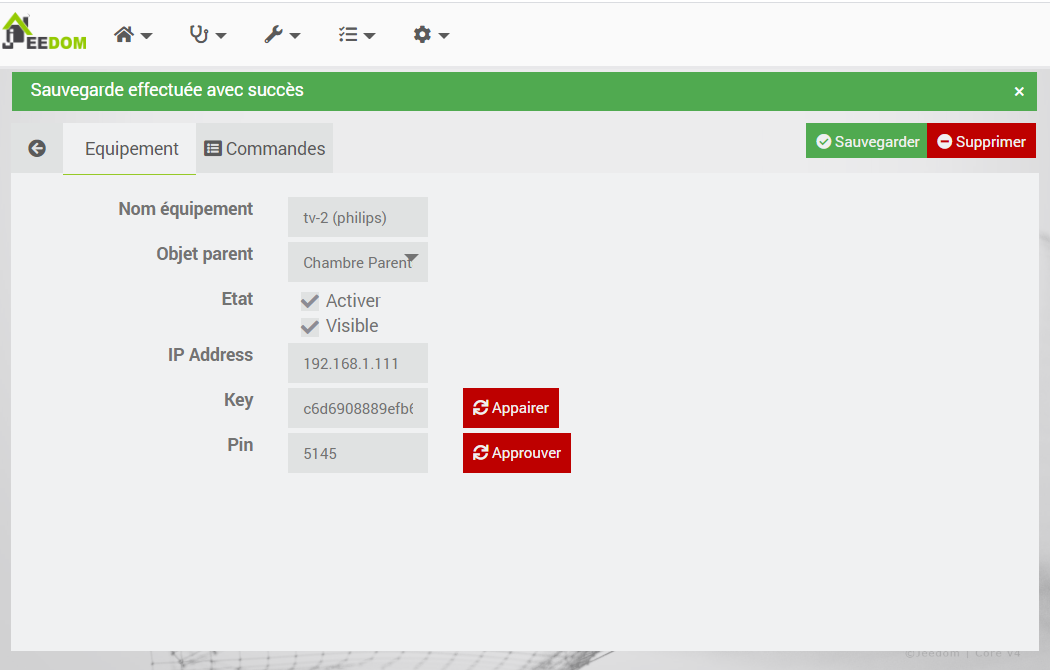 JEEDOM
Sauvegarde effectuée avec succès
×
Equipement
Commandes
Sauvegarder
Supprimer
Nom équipement
tv-2 (philips)
Objet parent
Chambre Parent
Etat
Activer
Visible
IP Address
192.168.1.111
Key
c6d6908889efb6
Appairer
Pin
5145
Approuver
©Jeedom | Core v4